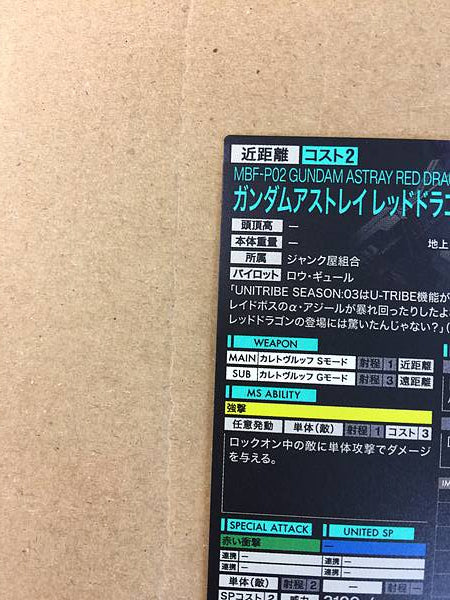 近距離 コスト2
MBF-P02 GUNDAM ASTRAY RED DRA
ガンダムアストレイ レッドドラゴ
頭頂高 —
本体重量 — 地上
所属 ジャンク屋組合
パイロット ロウ・ギュール
「UNITRIBE SEASON:03はU-TRIBE機能が
レイドボスのα・アジールが暴れ回ったりしたよ
レッドドラゴンの登場には驚いたんじゃない?」(
WEAPON
MAIN カレトヴルッフ Sモード 射程 1 近距離
SUB カレトヴルッフ Gモード 射程 3 遠距離
MS ABILITY
強撃
任意発動 単体(敵) 射程 1 コスト 3
ロックオン中の敵に単体攻撃でダメージ
を与える。
SPECIAL ATTACK UNITED SP
赤い衝撃 —
連携 — 連携 —
連携 — 連携 —
単体(敵) 射程 2 — 射程
SPコスト 2 威力 3100